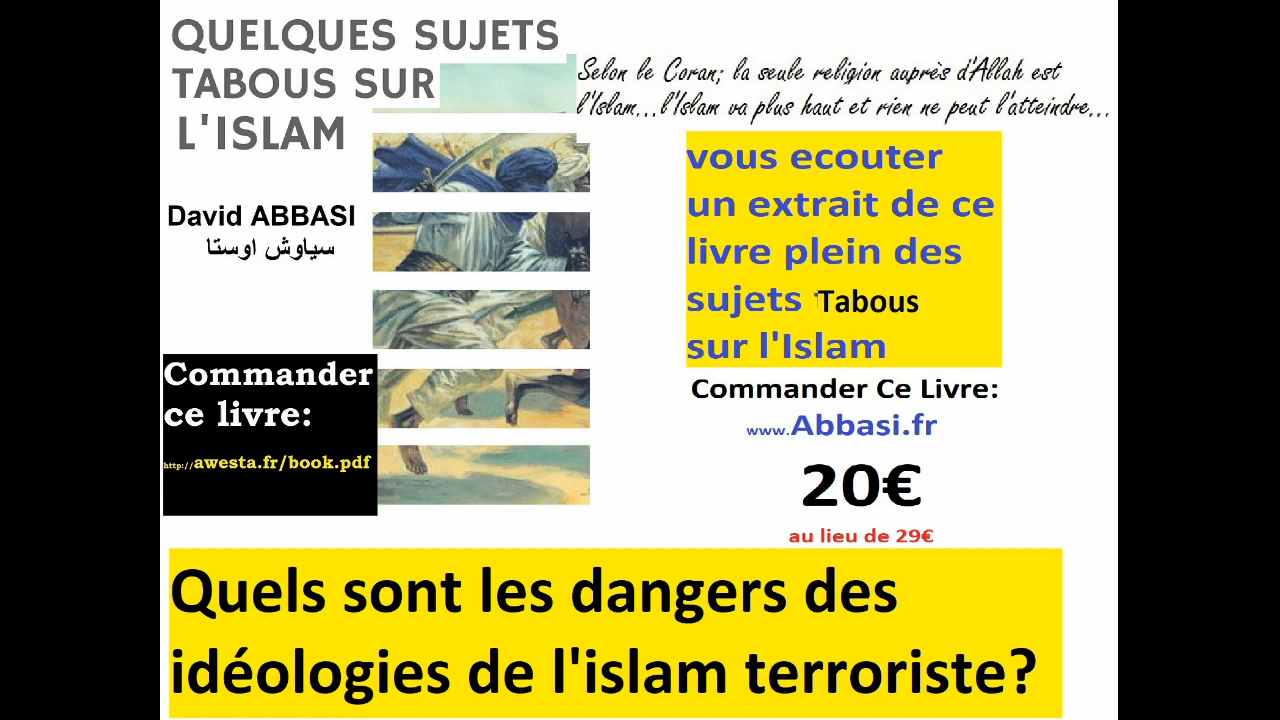 QUELQUES SUJETS
TABOUS SUR
L'ISLAM
Selon le Coran; la seule religion auprès d'Allah est
l'Islam...l'Islam va plus haut et rien ne peut l'atteindre...
David ABBASI
سیاوش اوستا
vous ecouter
un extrait de ce
livre plein des
sujets Tabous
sur l'Islam
Commander
ce livre:
http://awesta.fr/book.pdf
Commander Ce Livre:
www.Abbasi.fr
20€
au lieu de 29€
Quels sont les dangers des
idéologies de l'islam terroriste?